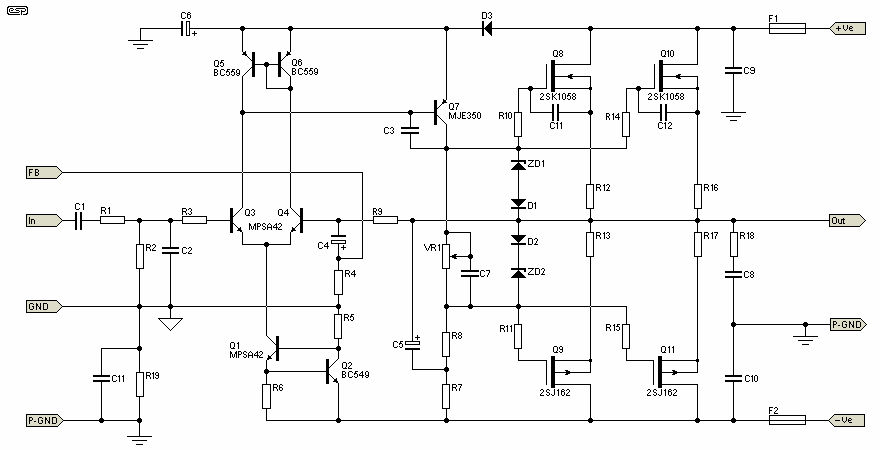 esp
C6
+
D3
F1
+Ve
Q5
BC559
Q6
BC559
Q8
2SK1058
Q10
2SK1058
C9
Q7
MJE350
R10
C11
R14
C12
C3
ZD1
FB
D1
R12
R16
C1
R1
R3
Q3
Q4
MPSA42
R9
In
Out
R2
C2
C4
+
VR1
D2
R13
R17
R18
R4
C7
ZD2
C8
GND
R5
P-GND
Q1
MPSA42
C5
+
R8
R11
R15
Q2
BC549
Q9
2SJ162
Q11
2SJ162
C11
R19
R6
R7
C10
P-GND
F2
-Ve